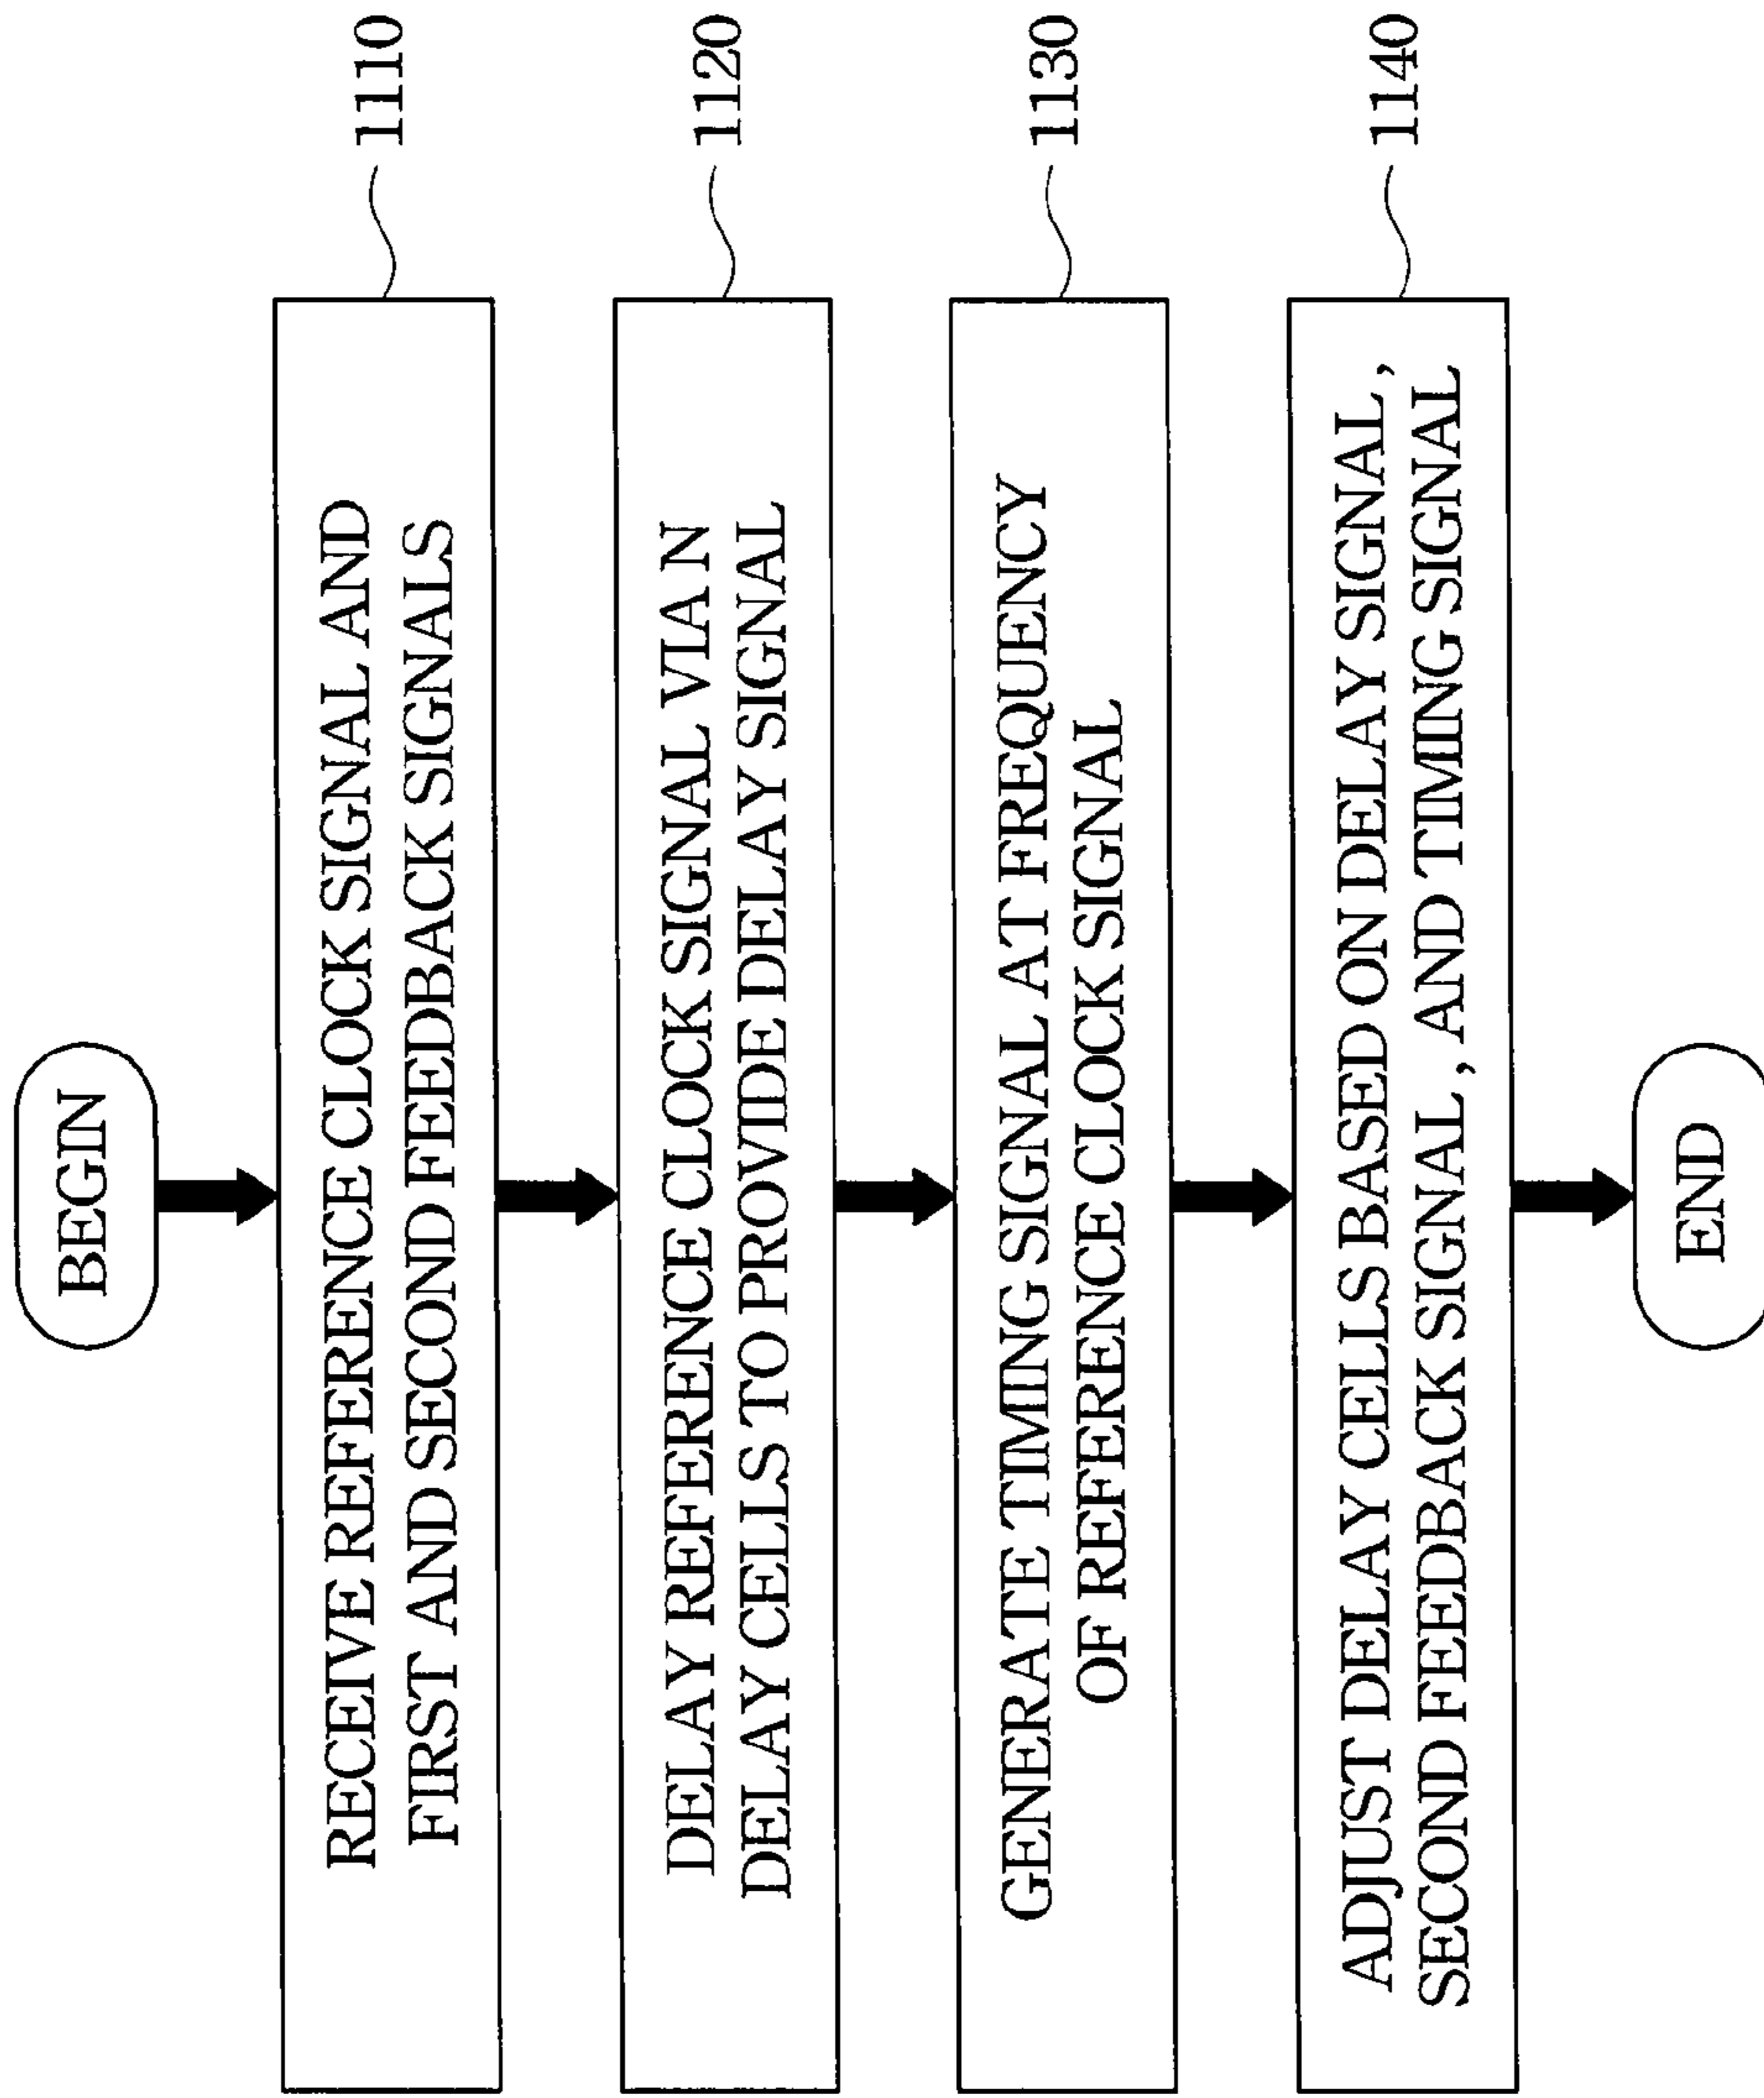 BEGIN
RECEIVE REFERENCE CLOCK SIGNAL AND
FIRST AND SECOND FEEDBACK SIGNALS
1110
DELAY REFERENCE CLOCK SIGNAL VIA N
DELAY CELLS TO PROVIDE DELAY SIGNAL
1120
GENERATE TIMING SIGNAL AT FREQUENCY
OF REFERENCE CLOCK SIGNAL
1130
ADJUST DELAY CELLS BASED ON DELAY SIGNAL,
SECOND FEEDBACK SIGNAL, AND TIMING SIGNAL
1140
END